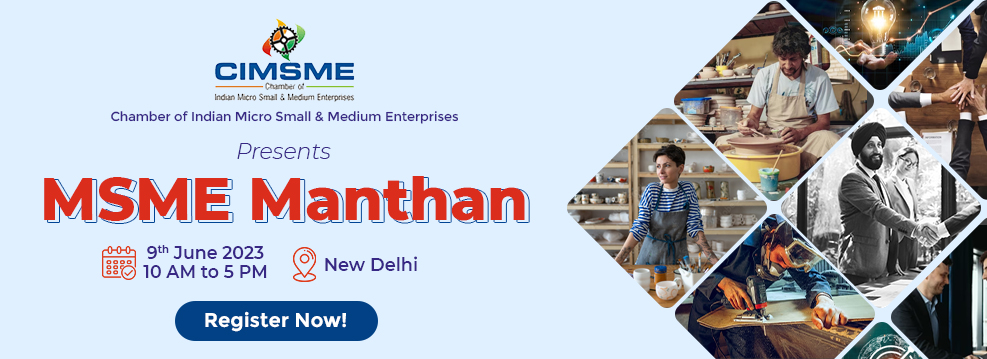 CIMSME
Chamber of
Indian Micro Small & Medium Enterprises
Chamber of Indian Micro Small & Medium Enterprises
Presents
MSME Manthan
9th June 2023
10 AM to 5 PM
New Delhi
Register Now!